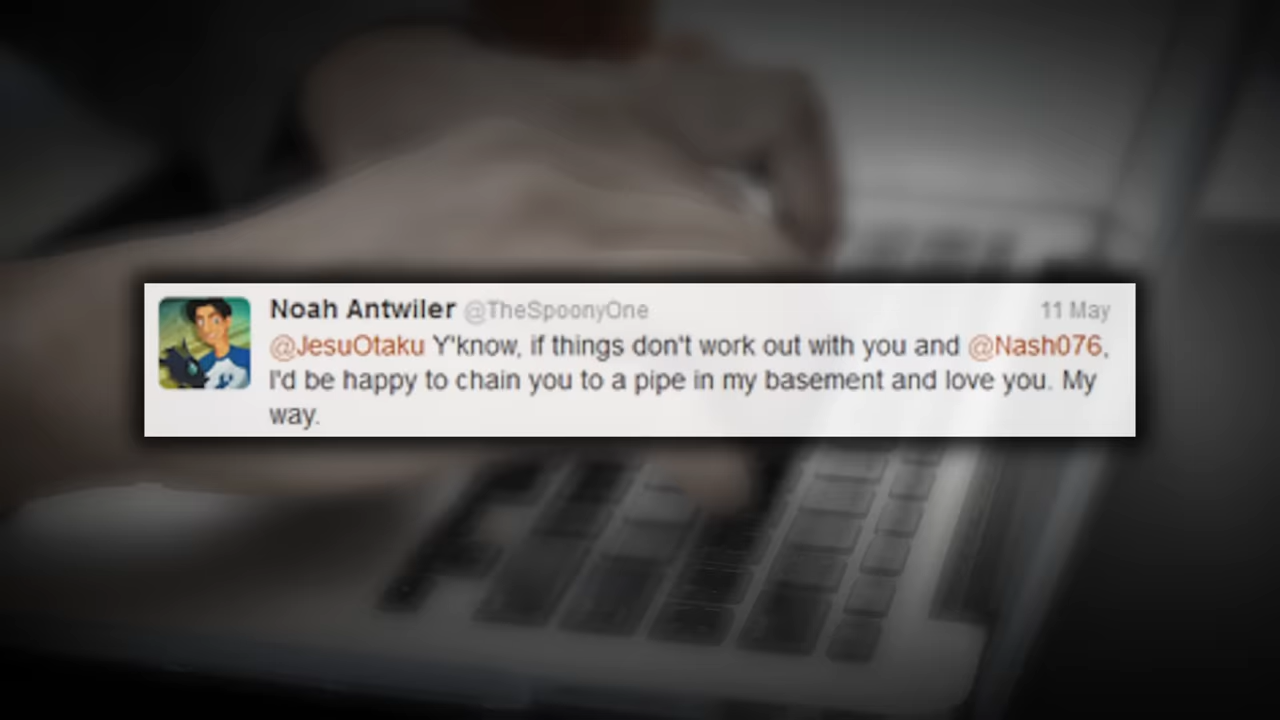 Noah Antwiler @TheSpoonyOne 11 May
@JesuOtaku Y'know, if things don't work out with you and @Nash076,
I'd be happy to chain you to a pipe in my basement and love you. My
way.